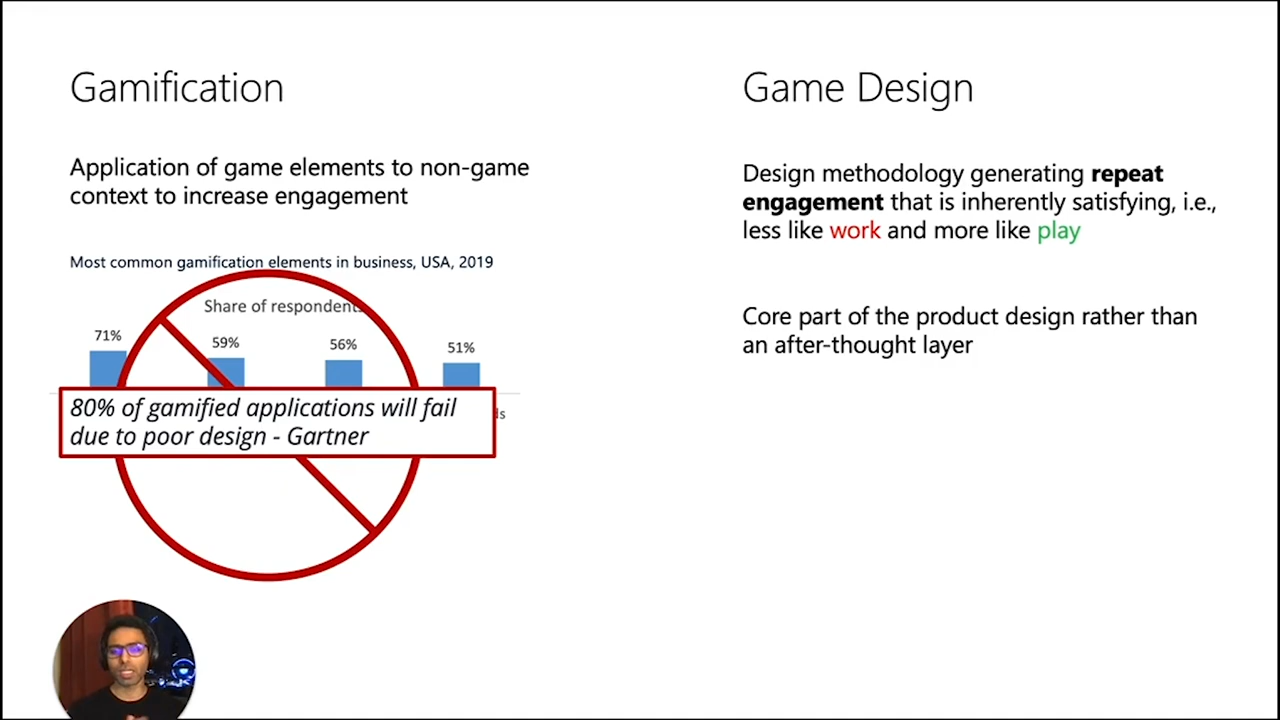 Gamification
Application of game elements to non-game
context to increase engagement
Most common gamification elements in business, USA, 2019
Share of respondents
71%
59%
56%
51%
80% of gamified applications will fail
due to poor design - Gartner
Game Design
Design methodology generating repeat
engagement that is inherently satisfying, i.e.,
less like work and more like play
Core part of the product design rather than
an after-thought layer